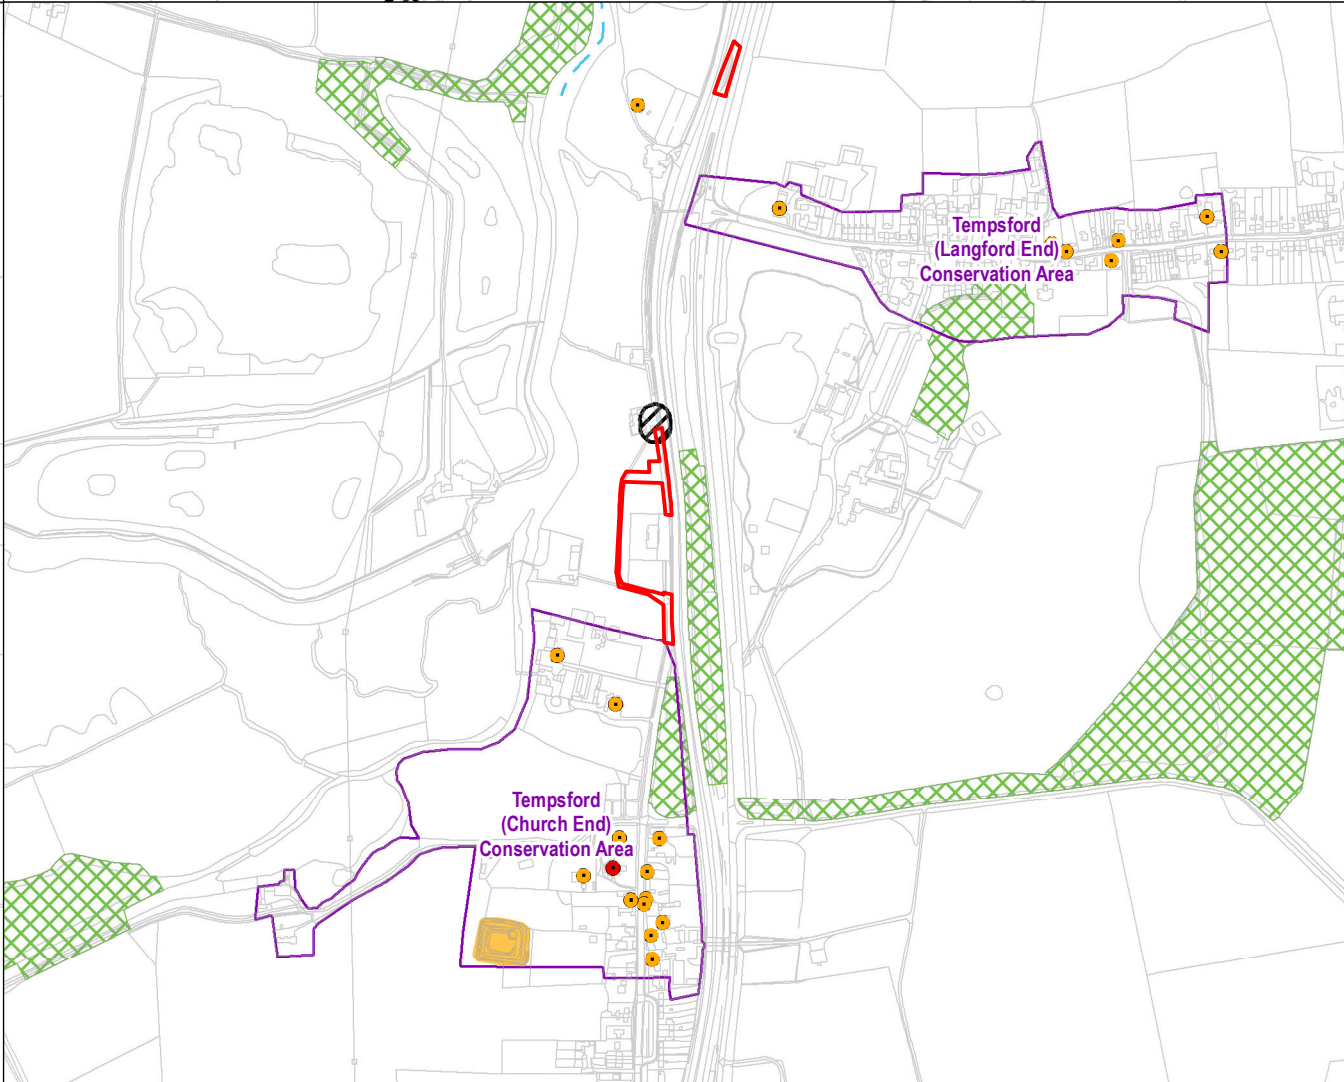 Tempsford
(Langford End)
Conservation Area
Tempsford
(Church End)
Conservation Area